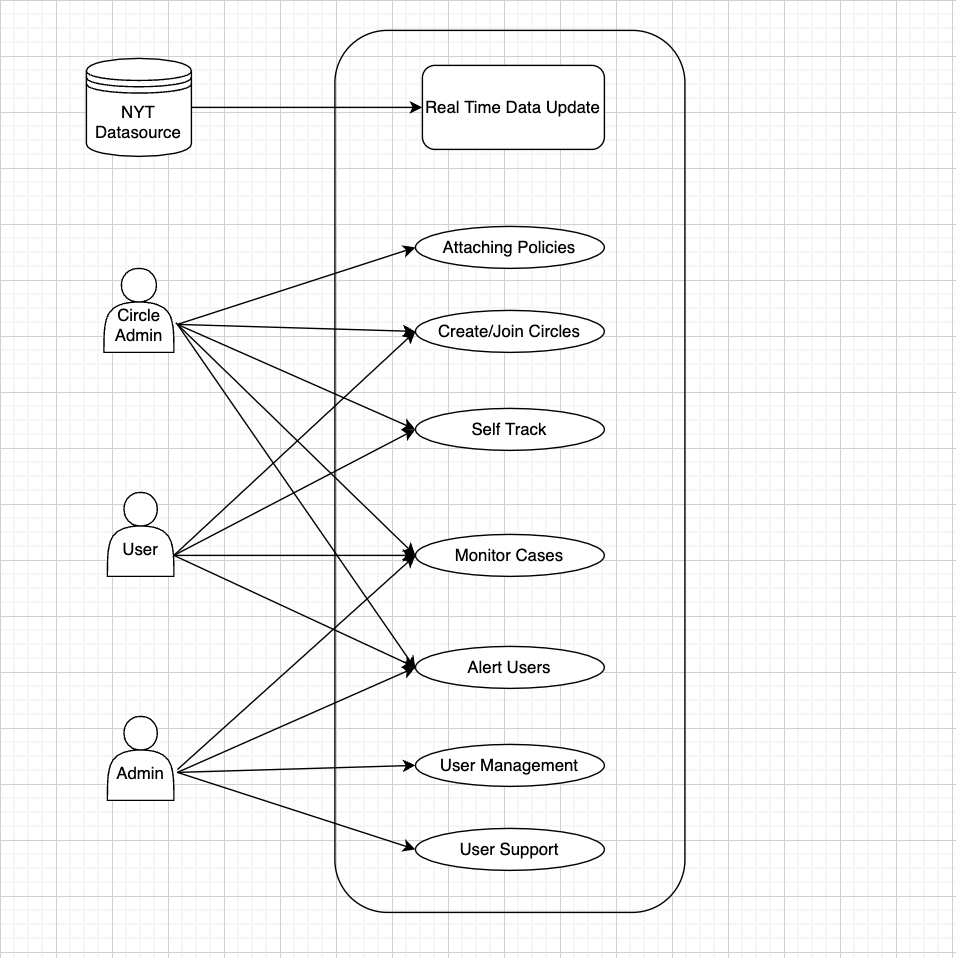 NYT
Datasource
Real Time Data Update
Attaching Policies
Circle
Admin
Create/Join Circles
Self Track
User
Monitor Cases
Alert Users
Admin
User Management
User Support